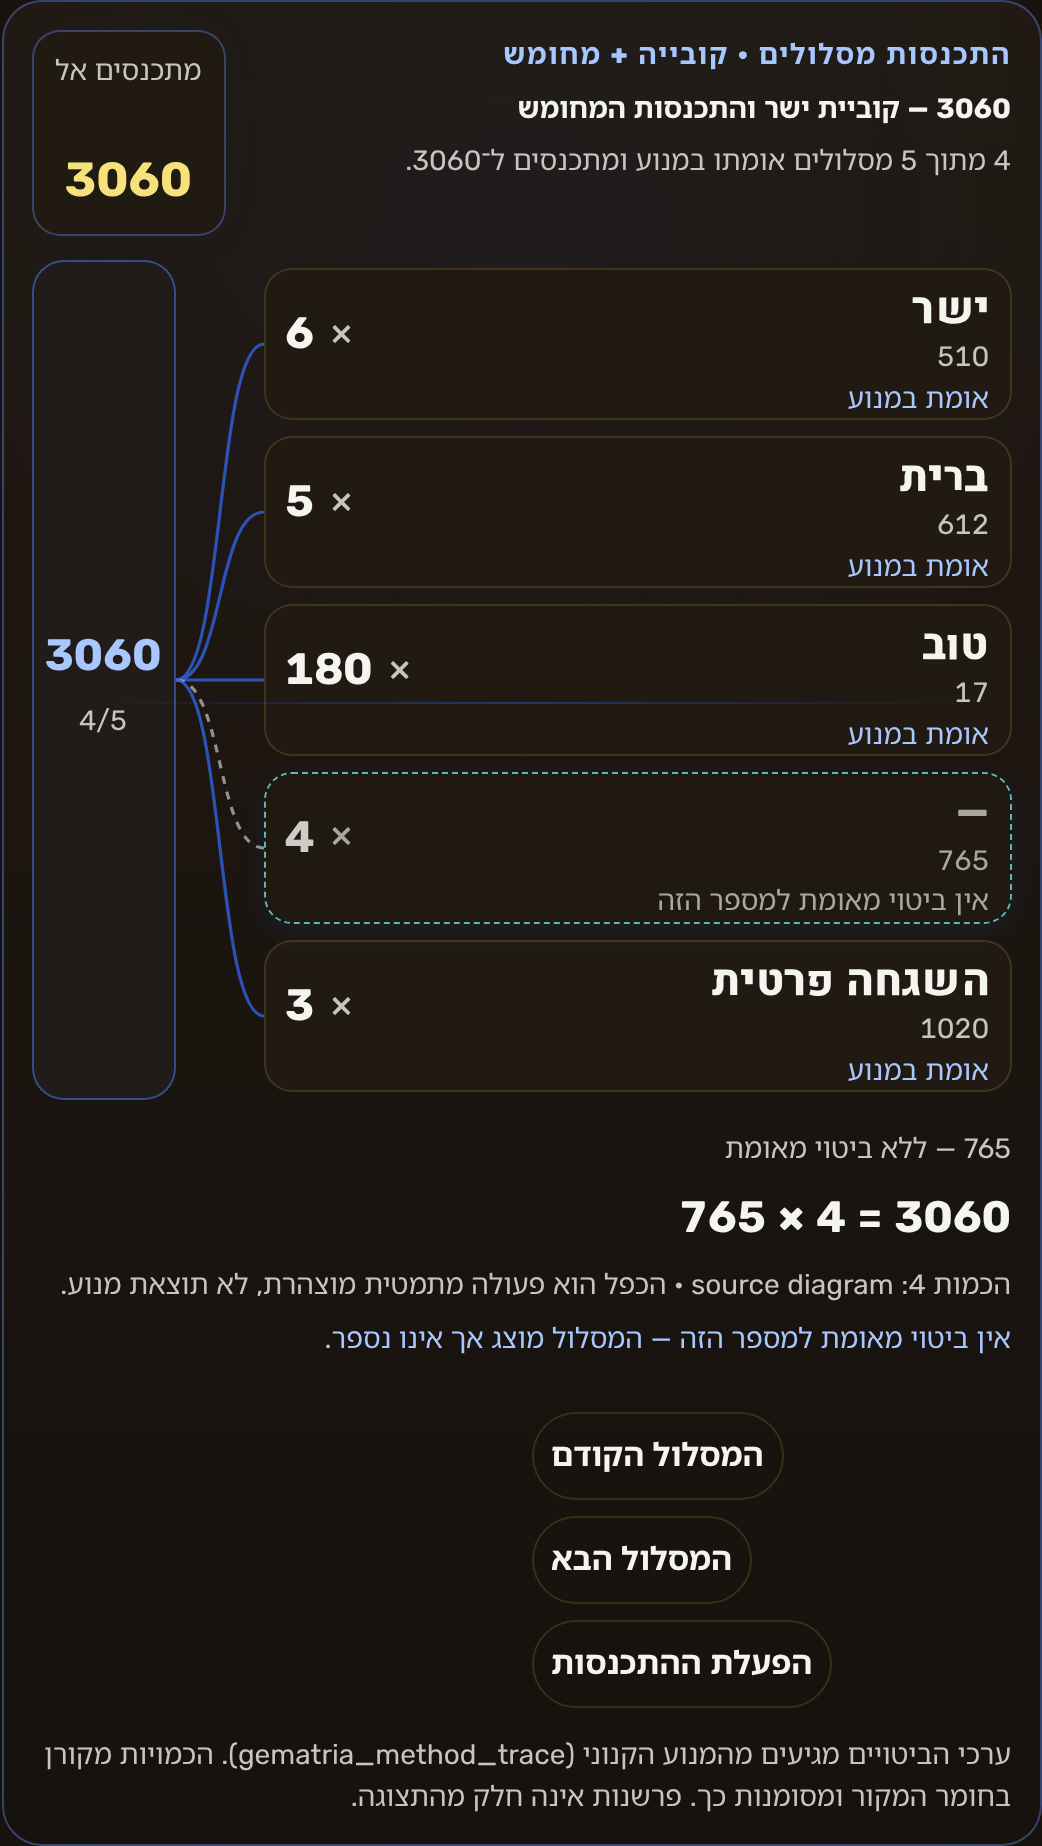 התכנסות מסלולים • קובייה + מחומש
3060 – קוביית ישר והתכנסות המחומש
4 מתוך 5 מסלולים אומתו במנוע ומתכנסים ל־3060.
מתכנסים אל
3060
3060
4/5
ישר
510
אומת במנוע
× 6
ברית
612
אומת במנוע
× 5
טוב
17
אומת במנוע
× 180
—
765
אין ביטוי מאומת למספר הזה
× 4
השגחה פרטית
1020
אומת במנוע
× 3
765 – ללא ביטוי מאומת
765 × 4 = 3060
הכמות 4: source diagram • הכפל הוא פעולה מתמטית מוצהרת, לא תוצאת מנוע.
אין ביטוי מאומת למספר הזה – המסלול מוצג אך אינו נספר.
המסלול הקודם
המסלול הבא
הפעלת ההתכנסות
ערכי הביטויים מגיעים מהמנוע הקנוני (gematria_method_trace). הכמויות מקורן
בחומר המקור ומסומנות כך. פרשנות אינה חלק מהתצוגה.